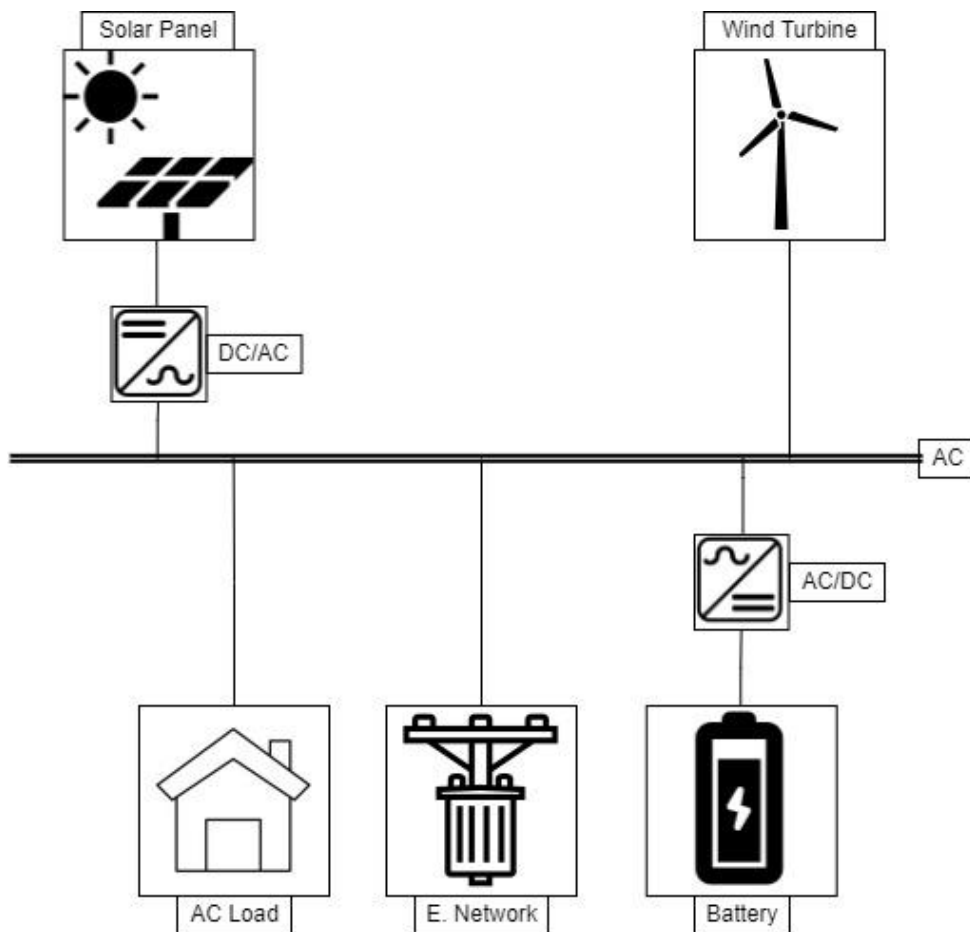 Solar Panel
Wind Turbine
DC/AC
AC
AC/DC
AC Load
E. Network
Battery